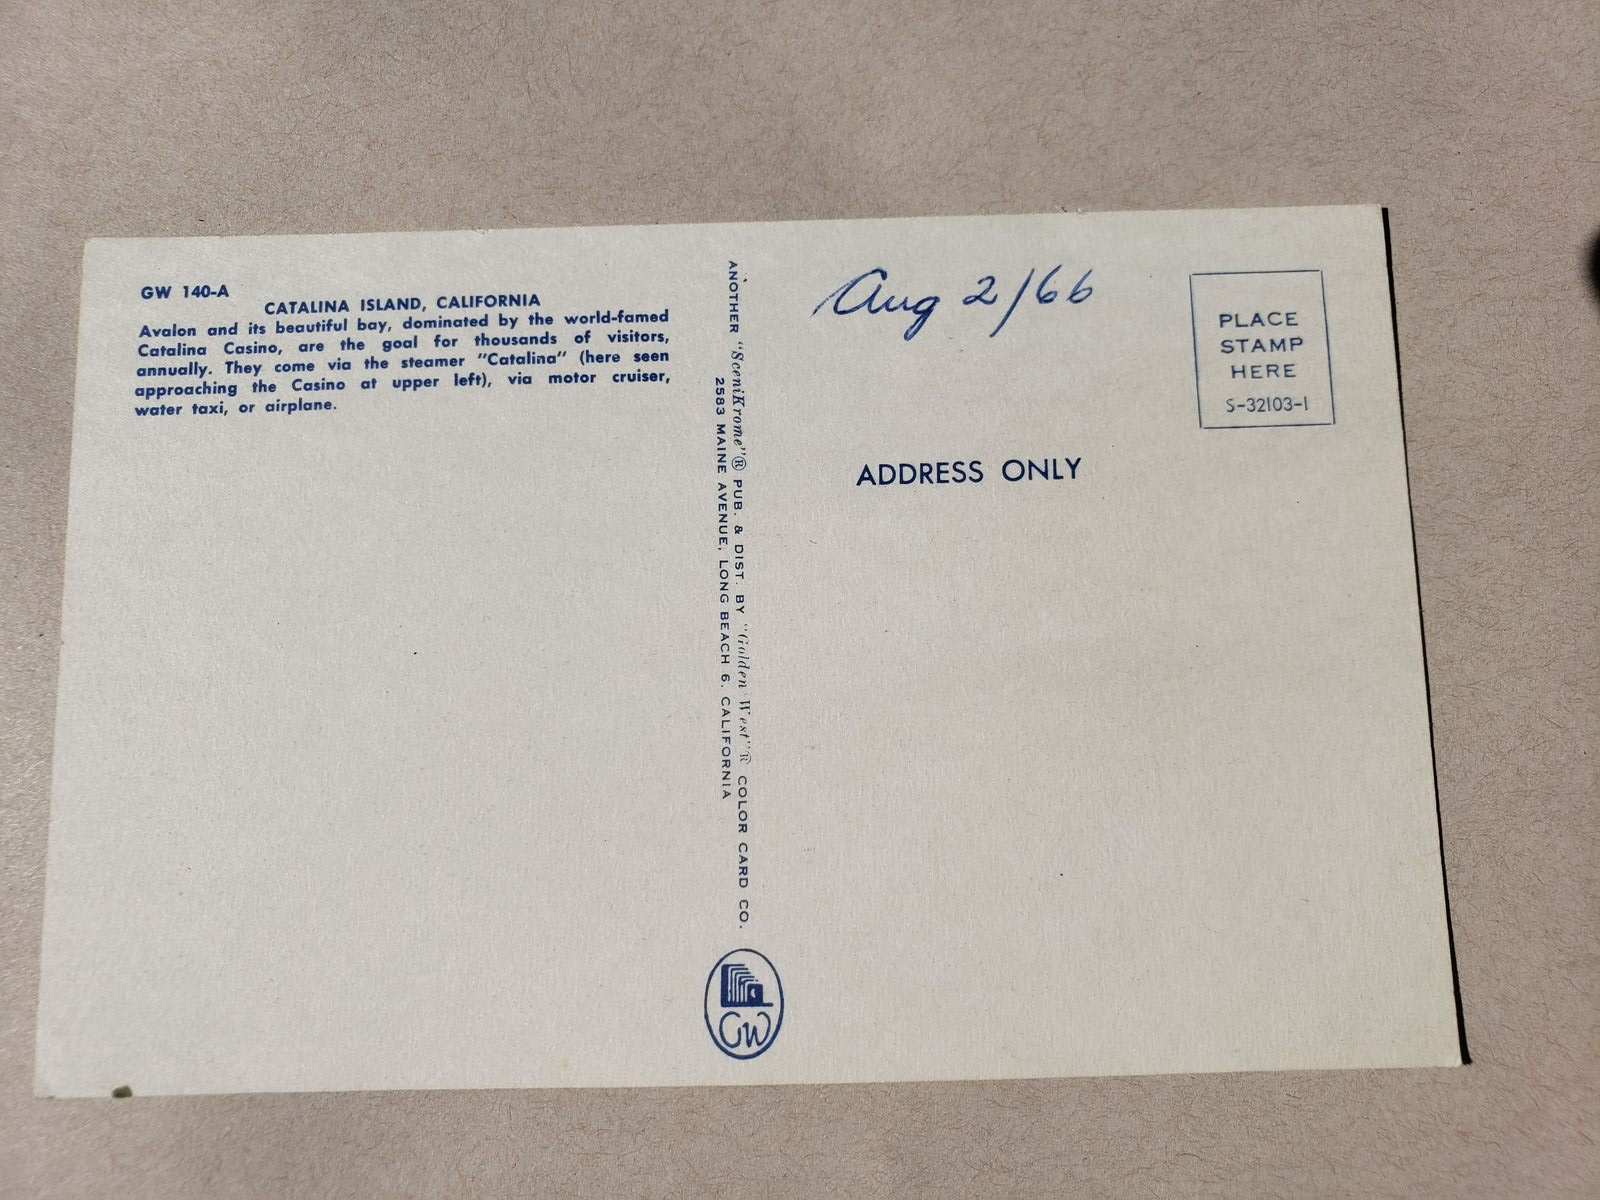 GW 140-A
CATALINA ISLAND, CALIFORNIA
Avalon and its beautiful bay, dominated by the world-famed
Catalina Casino, are the goal for thousands of visitors,
annually. They come via the steamer "Catalina" (here seen
approaching the Casino at upper left), via motor cruiser,
water taxi, or airplane.
ANOTHER "SceniKrome"® PUB. & DIST. BY "Golden West"® COLOR CARD CO.
2583 MAINE AVENUE, LONG BEACH 6. CALIFORNIA
GW
Aug 2/66
PLACE
STAMP
HERE
S-32103-1
ADDRESS ONLY